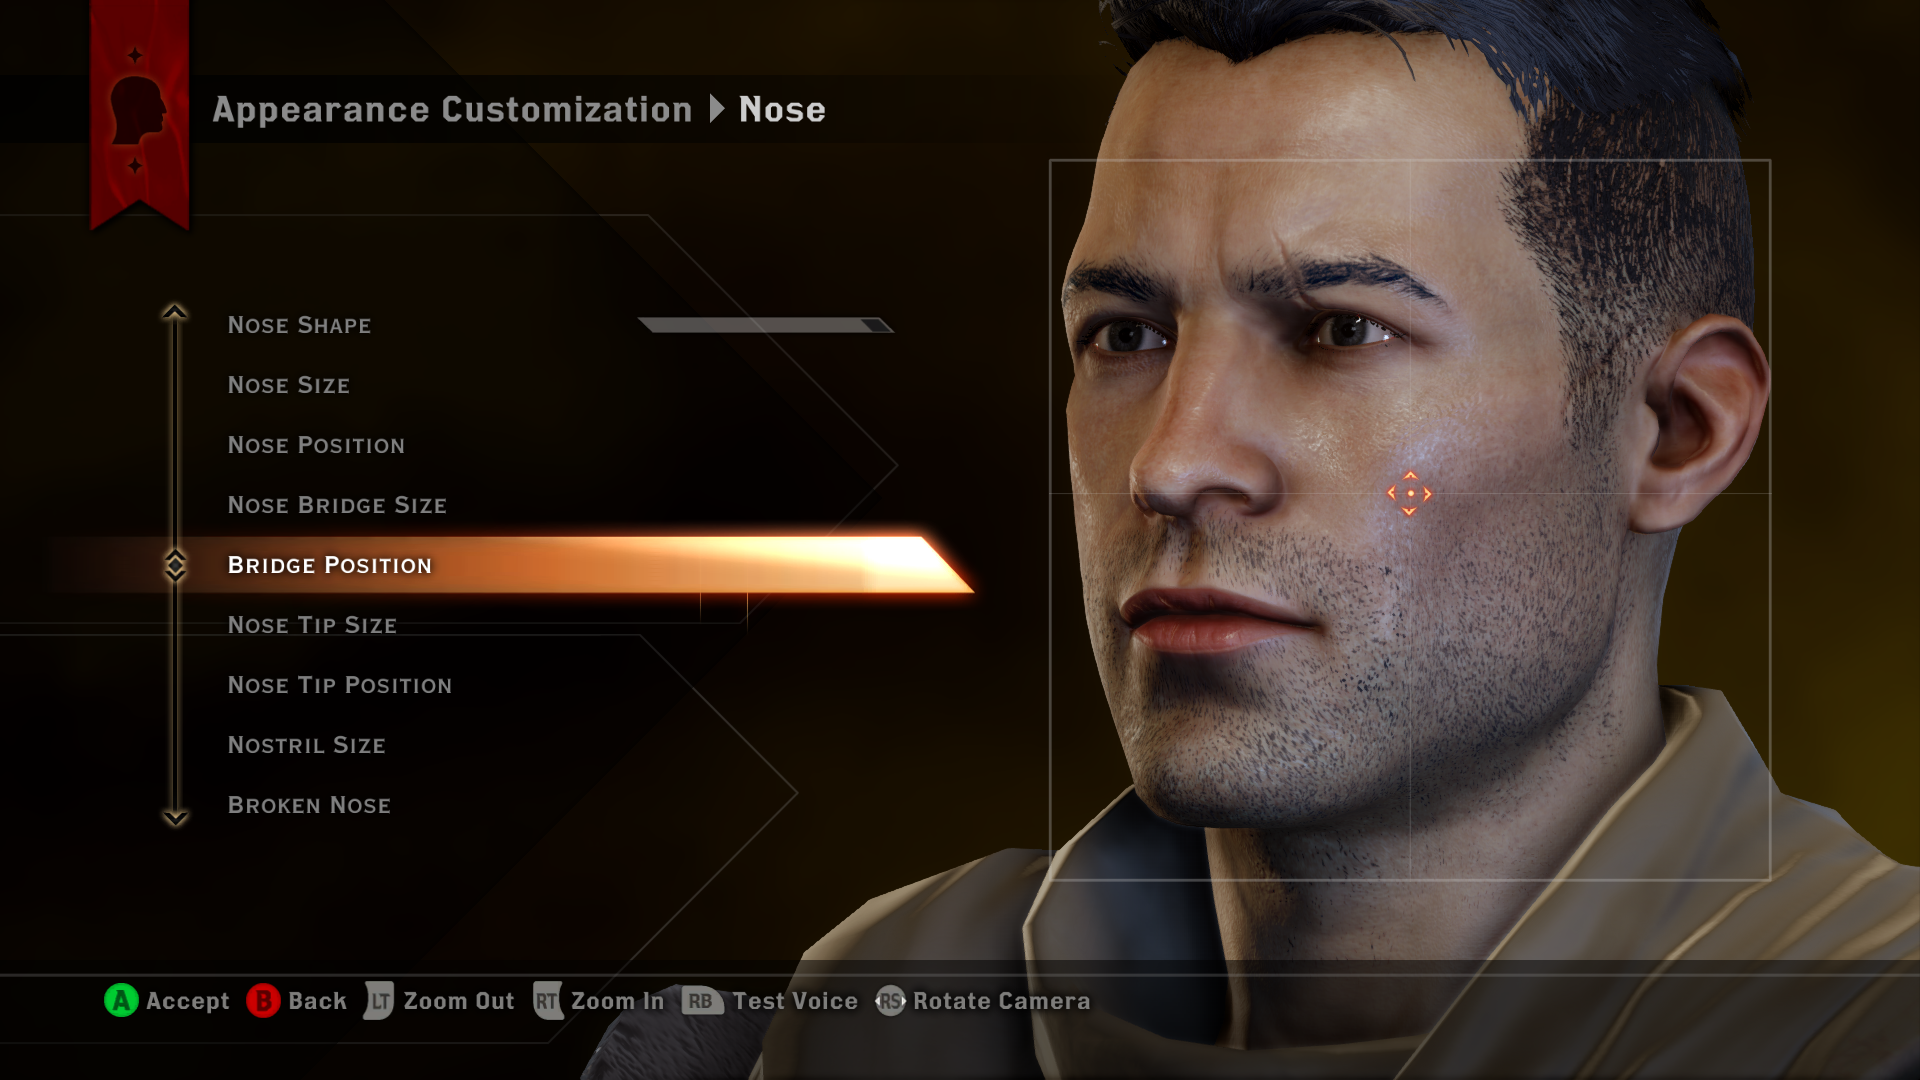 Appearance Customization ▶ Nose
Nose Shape
Nose Size
Nose Position
Nose Bridge Size
Bridge Position
Nose Tip Size
Nose Tip Position
Nostril Size
Broken Nose
A Accept B Back LT Zoom Out RT Zoom In RB Test Voice RS Rotate Camera